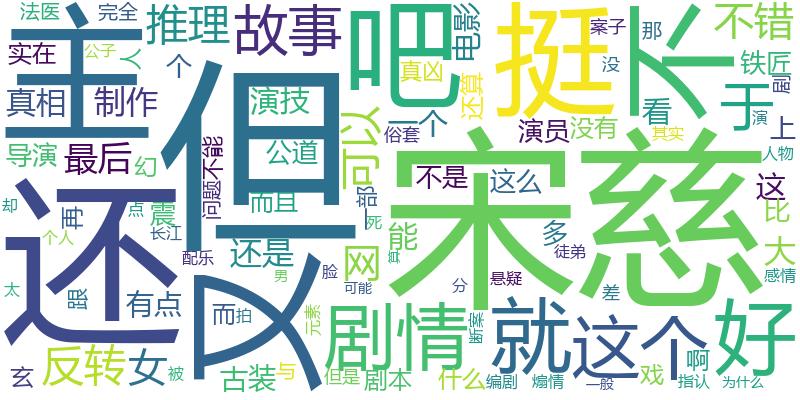 法医
完全
实在
个
公子
人
推理
故事
吧
电影
挺
不
案子
那
没
不错
铁匠
副
主
但
真相
制作
演技
可以
真凶
还算
一个
俗套
演员
没有
看
于
上
演
其实
人物
导演
最后
幻
公道
问题
不能
部
不是
这么
宋慈
这
比
却
还
点
震
再
而且
个人
长江
还是
配乐
网
能
死
多
徒弟
大
感情
太
跟
有点
又
而
拍
男
脸
元素
可能
异
悬疑
分
差
剧情
就
这个
好
断案
玄
反转
女
被
古装
与
但是
剧本
什么
编剧
煽情
一般
戏
啊
指认
为什么